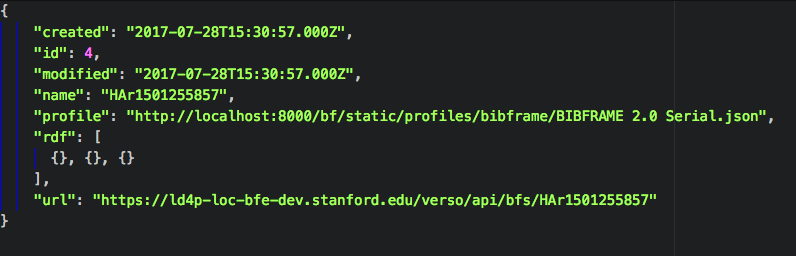 {
"created": "2017-07-28T15:30:57.000Z",
"id": 4,
"modified": "2017-07-28T15:30:57.000Z",
"name": "HAr1501255857",
"profile": "http://localhost:8000/bf/static/profiles/bibframe/BIBFRAME 2.0 Serial.json",
"rdf": [
{}, {}, {}
],
"url": "https://ld4p-loc-bfe-dev.stanford.edu/verso/api/bfs/HAr1501255857"
}